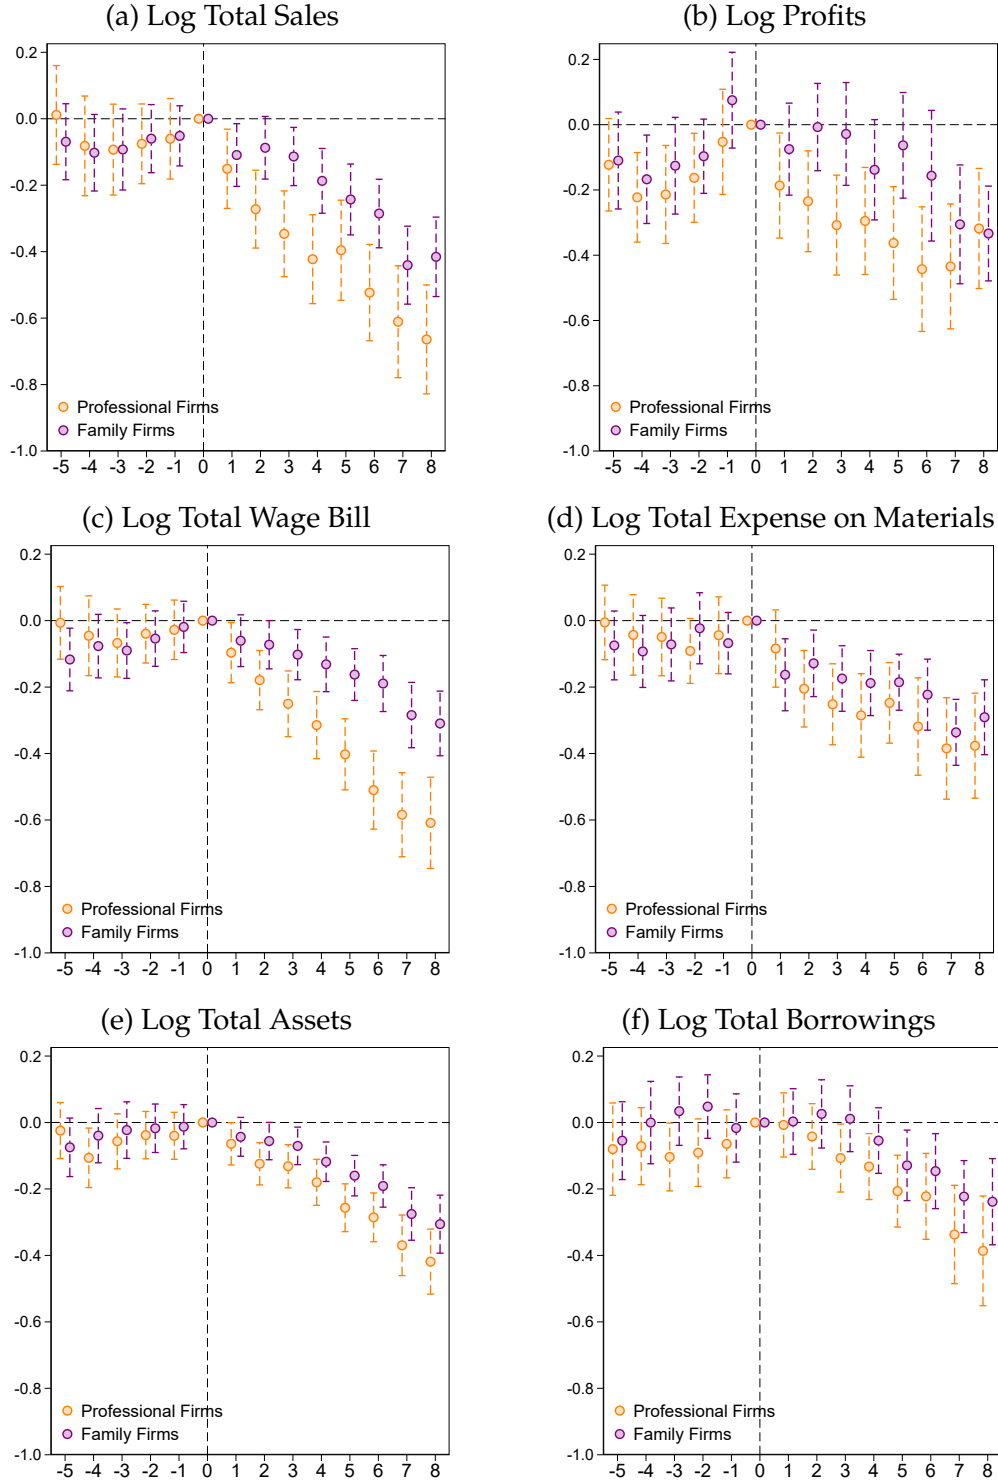 (a) Log Total Sales
0.2
0.0
-0.2
-0.4
-0.6
-0.8
-1.0
Professional Firms
Family Firms
-5 -4 -3 -2 -1 0 1 2 3 4 5 6 7 8
(b) Log Profits
0.2
0.0
-0.2
-0.4
-0.6
-0.8
-1.0
Professional Firms
Family Firms
-5 -4 -3 -2 -1 0 1 2 3 4 5 6 7 8
(c) Log Total Wage Bill
0.2
0.0
-0.2
-0.4
-0.6
-0.8
-1.0
Professional Firms
Family Firms
-5 -4 -3 -2 -1 0 1 2 3 4 5 6 7 8
(d) Log Total Expense on Materials
0.2
0.0
-0.2
-0.4
-0.6
-0.8
-1.0
Professional Firms
Family Firms
-5 -4 -3 -2 -1 0 1 2 3 4 5 6 7 8
(e) Log Total Assets
0.2
0.0
-0.2
-0.4
-0.6
-0.8
-1.0
Professional Firms
Family Firms
-5 -4 -3 -2 -1 0 1 2 3 4 5 6 7 8
(f) Log Total Borrowings
0.2
0.0
-0.2
-0.4
-0.6
-0.8
-1.0
Professional Firms
Family Firms
-5 -4 -3 -2 -1 0 1 2 3 4 5 6 7 8